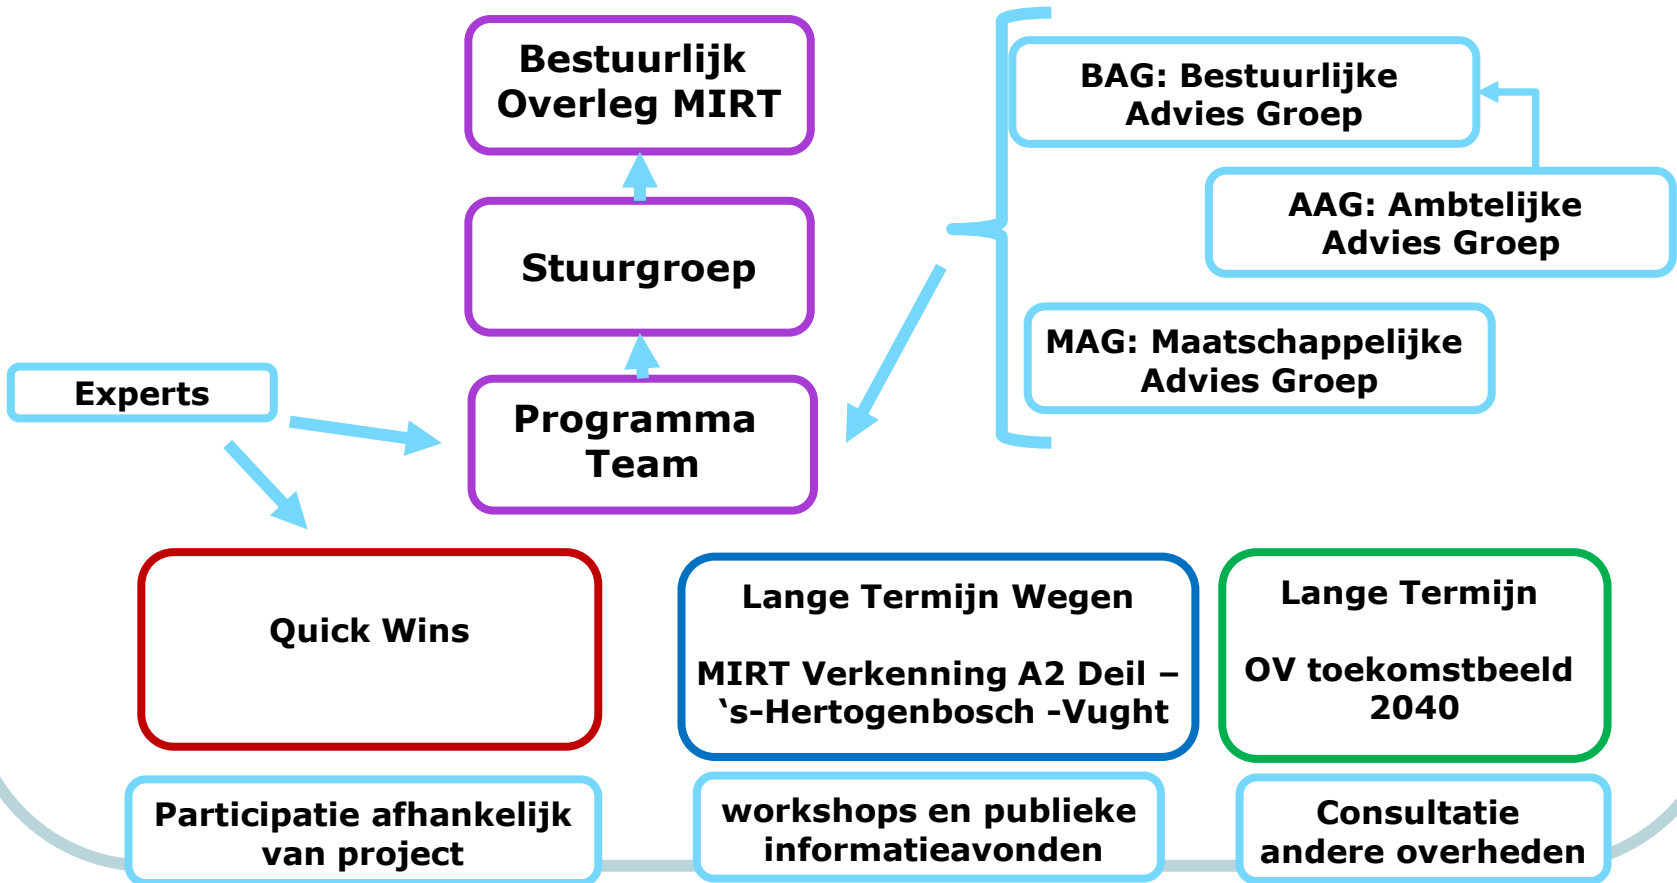 Bestuurlijk
Overleg MIRT
BAG: Bestuurlijke
Advies Groep
AAG: Ambtelijke
Advies Groep
Stuurgroep
MAG: Maatschappelijke
Advies Groep
Experts
Programma
Team
Quick Wins
Lange Termijn Wegen
MIRT Verkenning A2 Deil –
‘s-Hertogenbosch -Vught
Lange Termijn
OV toekomstbeeld
2040
Participatie afhankelijk
van project
workshops en publieke
informatieavonden
Consultatie
andere overheden